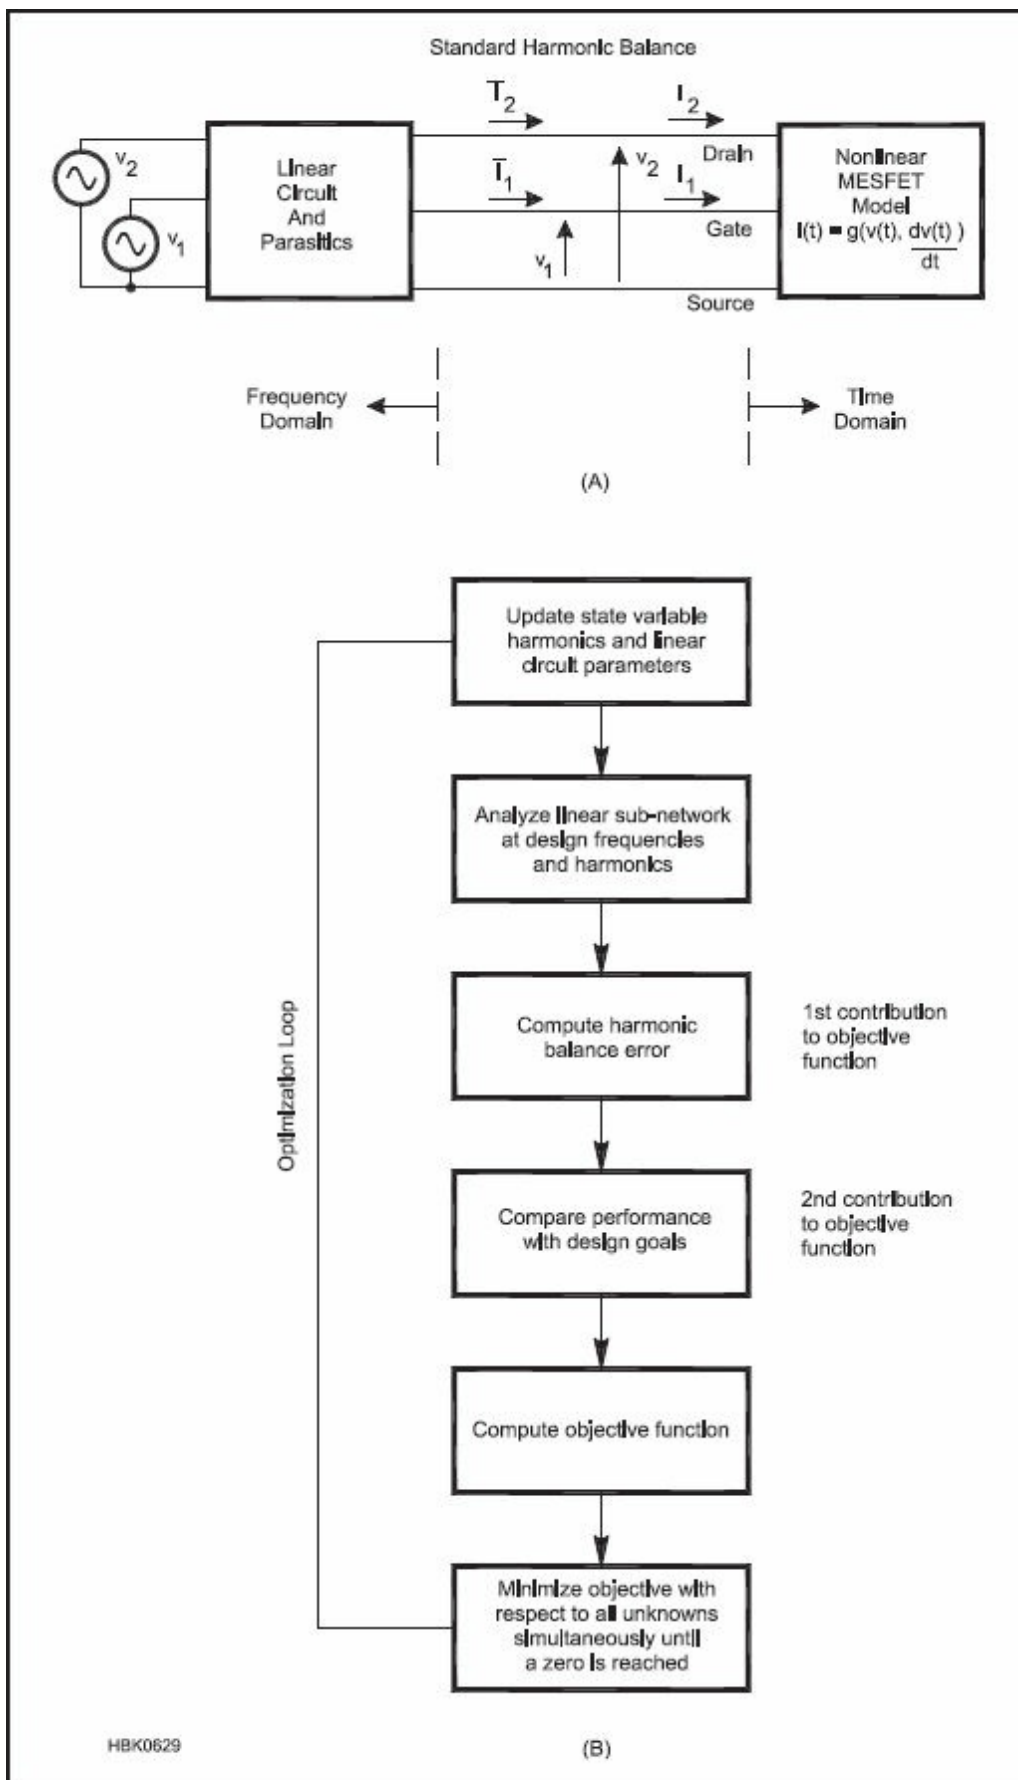 Standard Harmonic Balance
I̅2
I2
v2
v1
Linear
Circuit
And
Parasitics
I̅1
I1
v2
v1
Drain
Gate
Source
Nonlinear
MESFET
Model
I(t) = g(v(t), dv(t) )
dt
Frequency
Domain
Time
Domain
(A)
Update state variable
harmonics and linear
circuit parameters
Analyze linear sub-network
at design frequencies
and harmonics
Compute harmonic
balance error
1st contribution
to objective
function
Optimization Loop
Compare performance
with design goals
2nd contribution
to objective
function
Compute objective function
Minimize objective with
respect to all unknowns
simultaneously until
a zero is reached
HBK0629
(B)